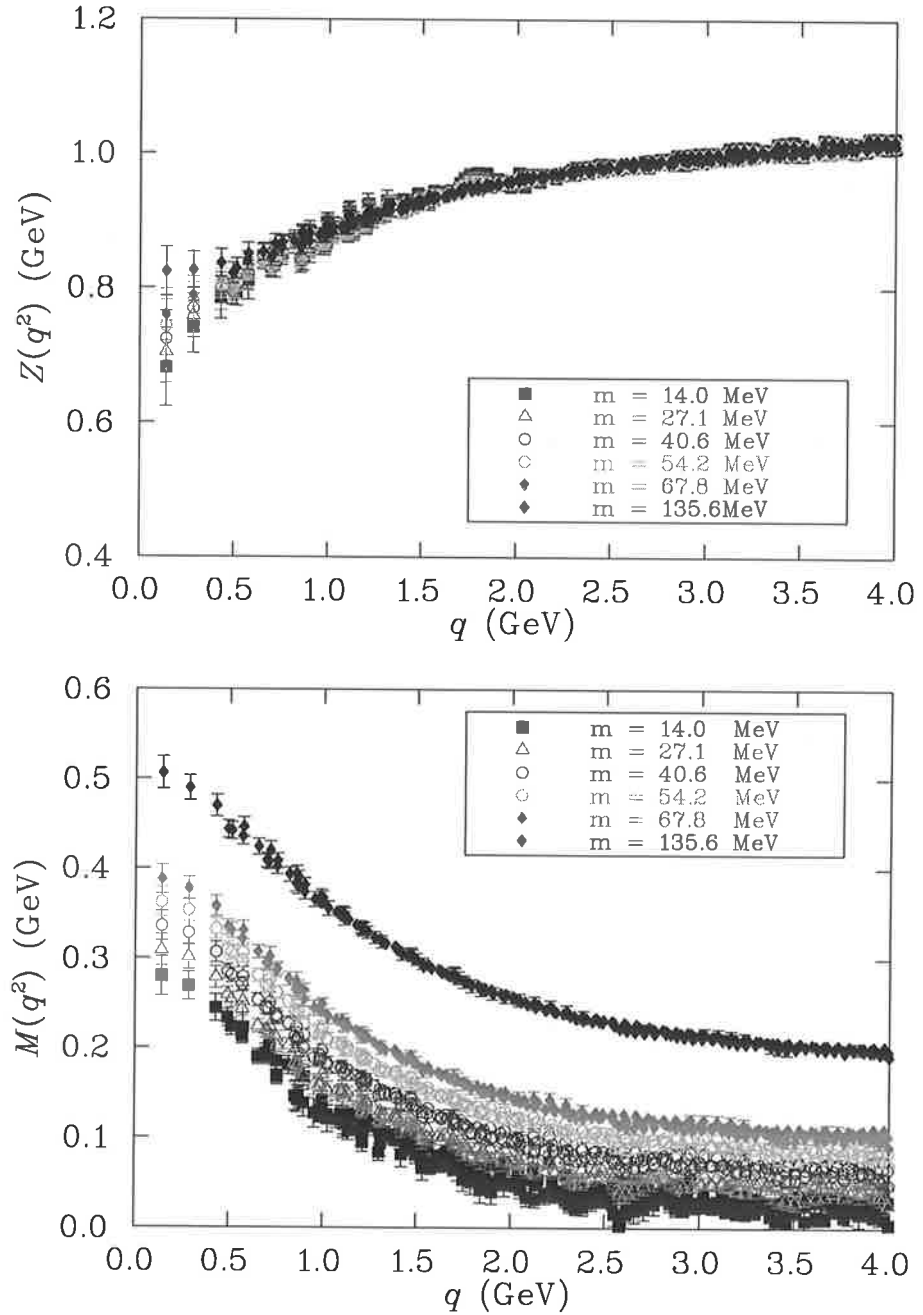 1.2
1.0
0.8
0.6
0.4
Z(q²) (GeV)
m = 14.0 MeV
m = 27.1 MeV
m = 40.6 MeV
m = 54.2 MeV
m = 67.8 MeV
m = 135.6MeV
0.0 0.5 1.0 1.5 2.0 2.5 3.0 3.5 4.0
q (GeV)
0.6
0.5
0.4
0.3
0.2
0.1
0.0
M(q²) (GeV)
m = 14.0 MeV
m = 27.1 MeV
m = 40.6 MeV
m = 54.2 MeV
m = 67.8 MeV
m = 135.6 MeV
0.0 0.5 1.0 1.5 2.0 2.5 3.0 3.5 4.0
q (GeV)